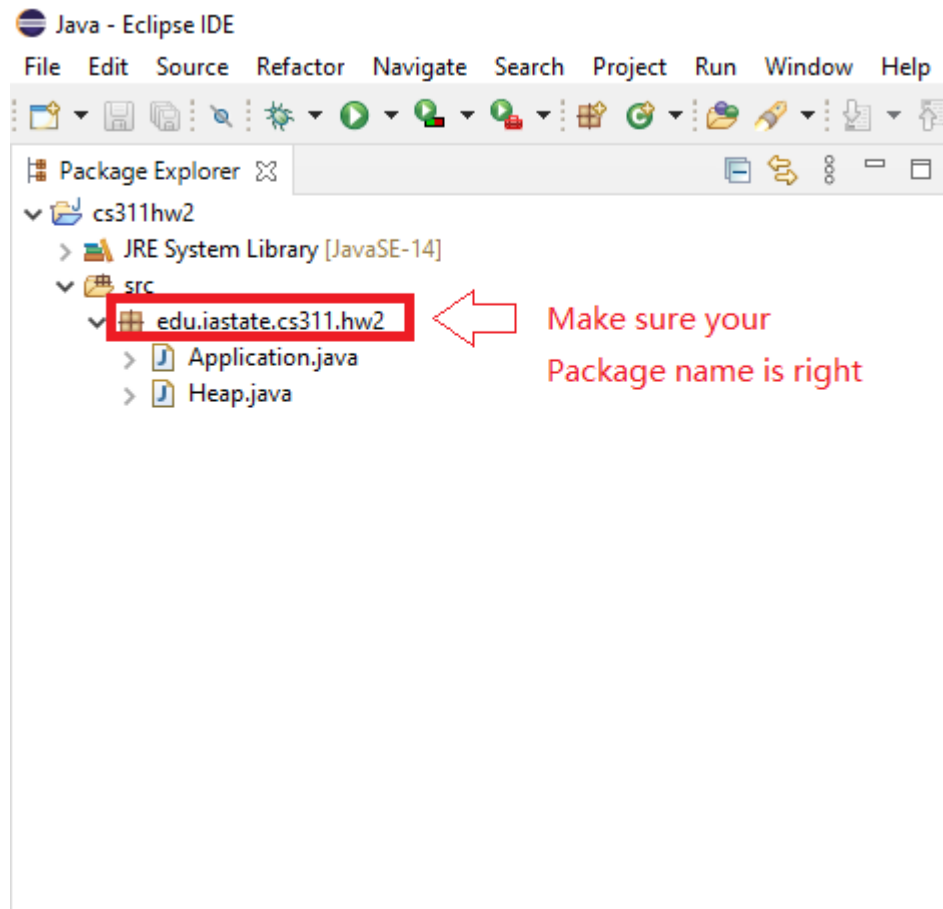 Java - Eclipse IDE
File Edit Source Refactor Navigate Search Project Run Window Help
Package Explorer
cs311hw2
JRE System Library [JavaSE-14]
src
edu.iastate.cs311.hw2
Make sure your
Application.java
Package name is right
Heap.java